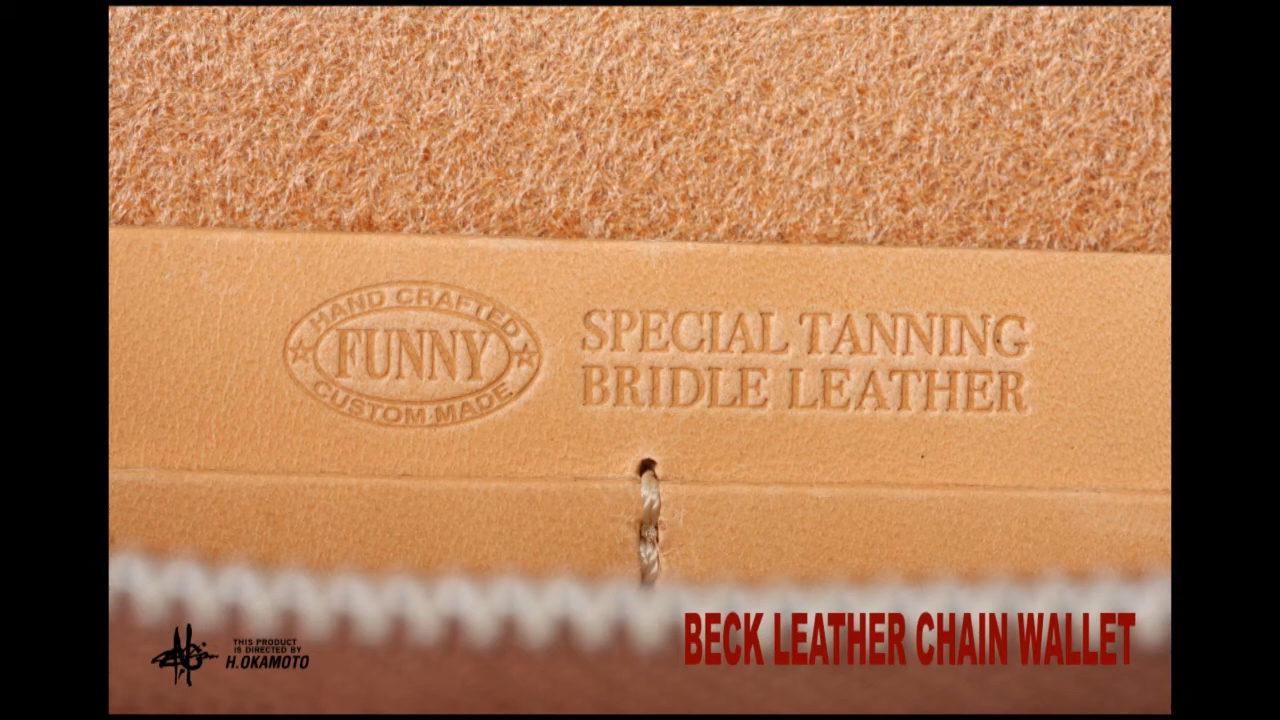 HAND CRAFTED
FUNNY
CUSTOM-MADE
SPECIAL TANNING
BRIDLE LEATHER
THIS PRODUCT
IS DIRECTED BY
H.OKAMOTO
BECK LEATHER CHAIN WALLET